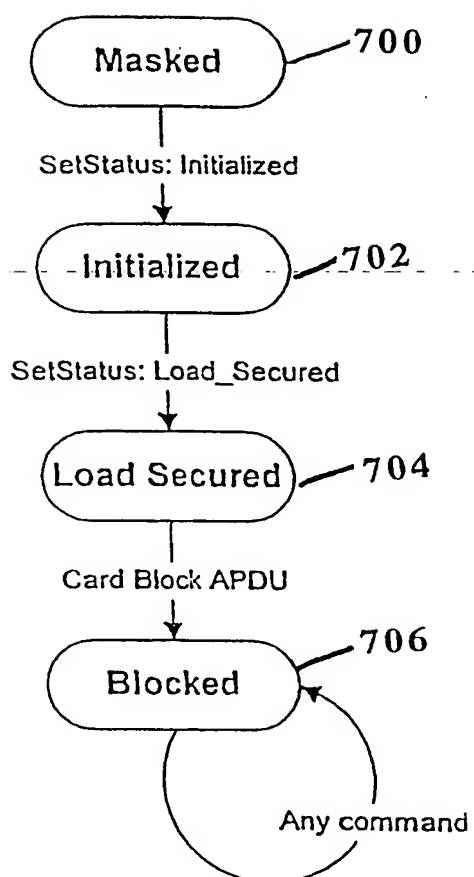 Masked
700
SetStatus: Initialized
Initialized
702
SetStatus: Load_Secured
Load Secured
704
Card Block APDU
706
Blocked
Any command